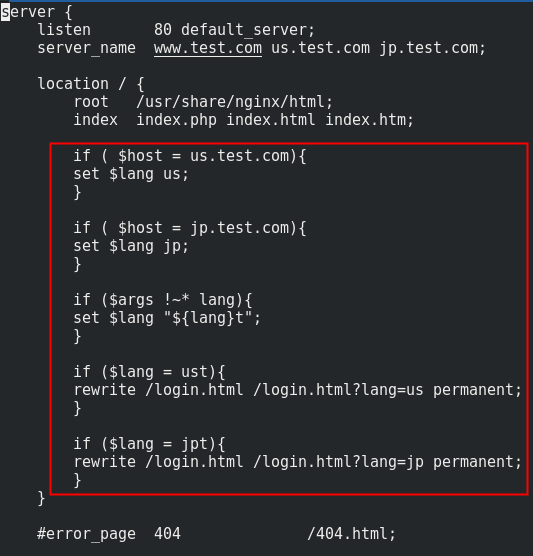 server {
    listen       80 default_server;
    server_name  www.test.com us.test.com jp.test.com;
    location / {
        root   /usr/share/nginx/html;
        index  index.php index.html index.htm;
        if ( $host = us.test.com){
        set $lang us;
        }
        if ( $host = jp.test.com){
        set $lang jp;
        }
        if ($args !~* lang){
        set $lang "${lang}t";
        }
        if ($lang = ust){
        rewrite /login.html /login.html?lang=us permanent;
        }
        if ($lang = jpt){
        rewrite /login.html /login.html?lang=jp permanent;
        }
    }
    #error_page  404              /404.html;